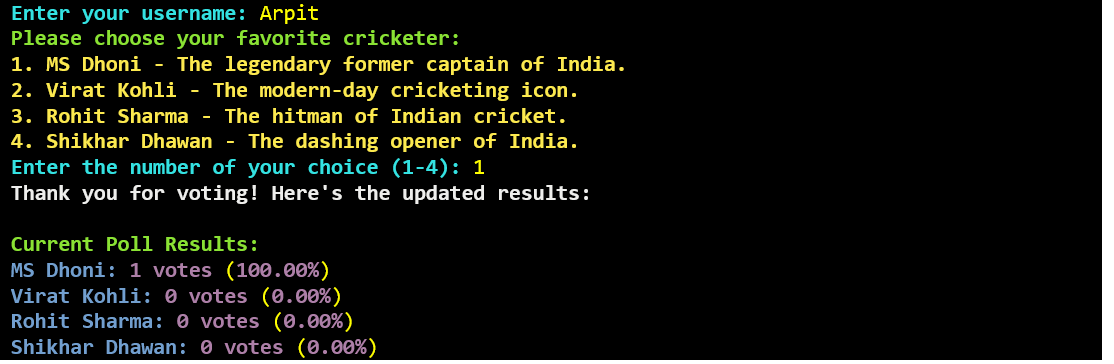 Enter your username: Arpit
Please choose your favorite cricketer:
1. MS Dhoni - The legendary former captain of India.
2. Virat Kohli - The modern-day cricketing icon.
3. Rohit Sharma - The hitman of Indian cricket.
4. Shikhar Dhawan - The dashing opener of India.
Enter the number of your choice (1-4): 1
Thank you for voting! Here's the updated results:
Current Poll Results:
MS Dhoni: 1 votes (100.00%)
Virat Kohli: 0 votes (0.00%)
Rohit Sharma: 0 votes (0.00%)
Shikhar Dhawan: 0 votes (0.00%)